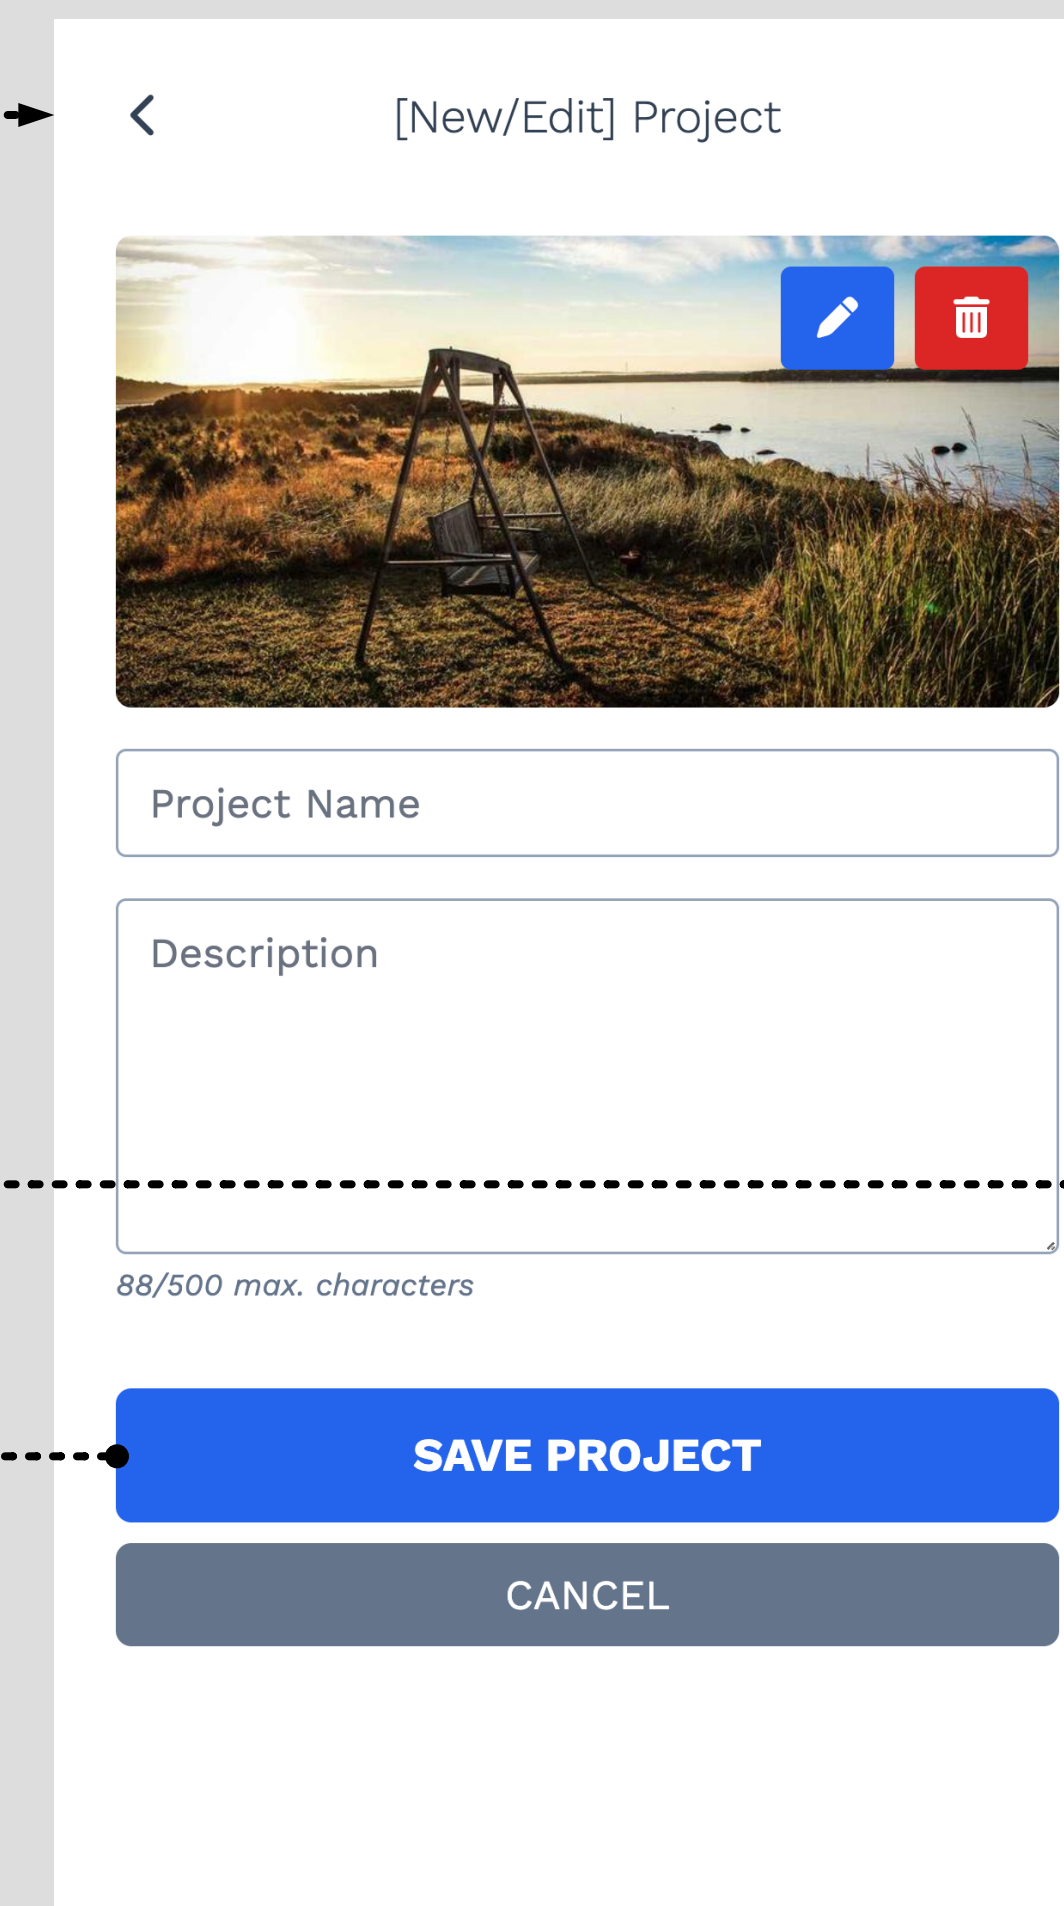 [New/Edit] Project
Project Name
Description
88/500 max. characters
SAVE PROJECT
CANCEL